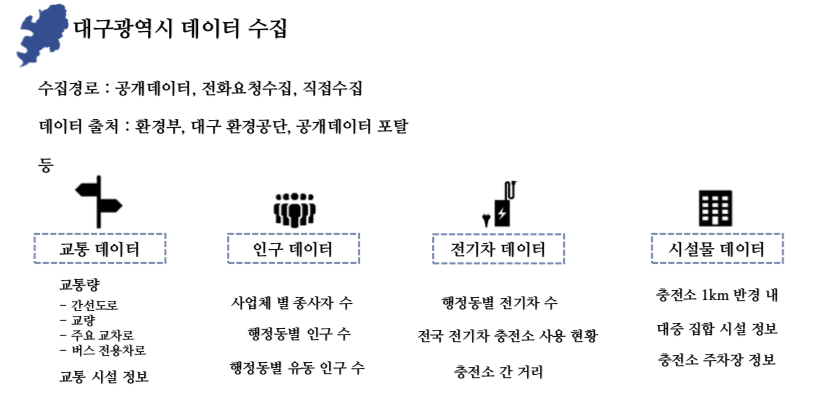 대구광역시 데이터 수집
수집경로 : 공개데이터, 전화요청수집, 직접수집
데이터 출처 : 환경부, 대구 환경공단, 공개데이터 포탈
등
교통 데이터
교통량
- 간선도로
- 교량
- 주요 교차로
- 버스 전용차로
교통 시설 정보
인구 데이터
사업체 별 종사자 수
행정동별 인구 수
행정동별 유동 인구 수
전기차 데이터
행정동별 전기차 수
전국 전기차 충전소 사용 현황
충전소 간 거리
시설물 데이터
충전소 1km 반경 내
대중 집합 시설 정보
충전소 주차장 정보